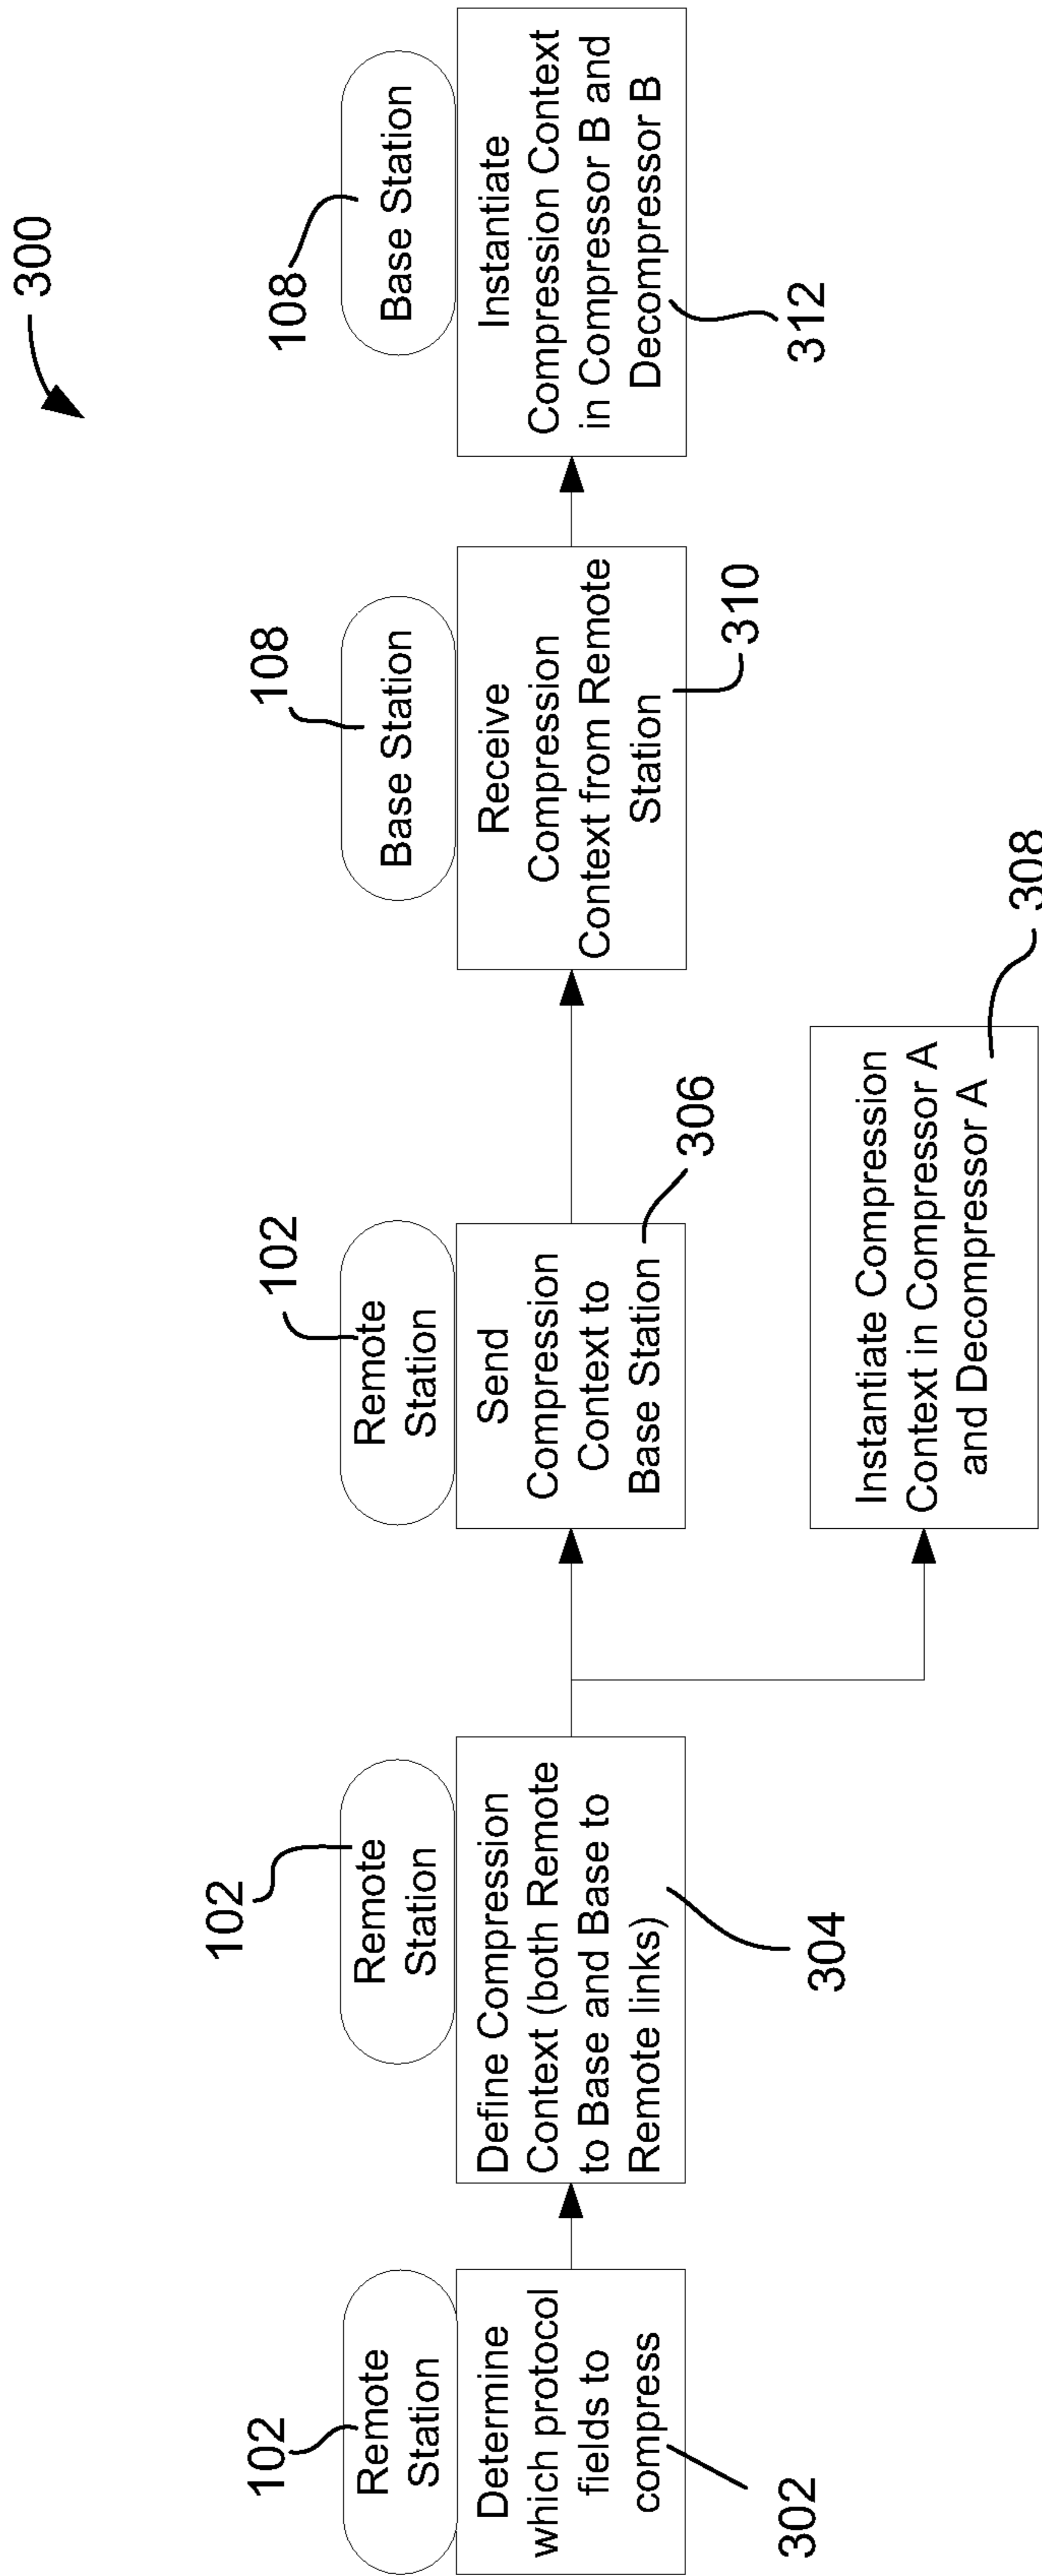 300
102
Remote
Station
Determine
which protocol
fields to
compress
302
102
Remote
Station
Define Compression
Context (both Remote
to Base and Base to
Remote links)
304
102
Remote
Station
Send
Compression
Context to
Base Station
306
Instantiate Compression
Context in Compressor A
and Decompressor A
308
108
Base Station
Receive
Compression
Context from Remote
Station
310
108
Base Station
Instantiate
Compression Context
in Compressor B and
Decompressor B
312